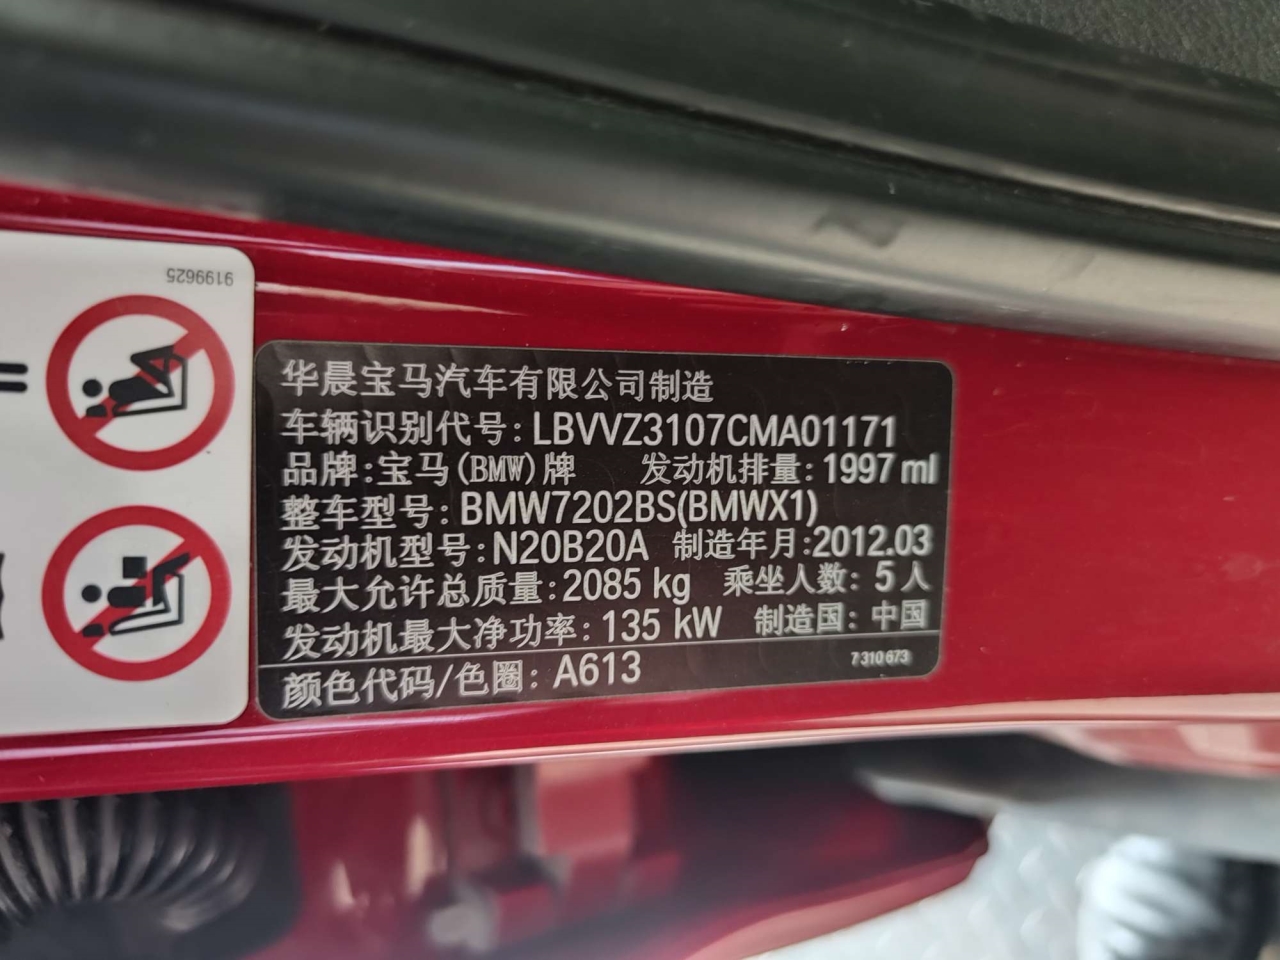 9199625
华晨宝马汽车有限公司制造
车辆识别代号: LBVVZ3107CMA01171
品牌: 宝马(BMW)牌 发动机排量: 1997 ml
整车型号: BMW7202BS(BMWX1)
发动机型号: N20B20A 制造年月: 2012.03
最大允许总质量: 2085 kg 乘坐人数: 5 人
发动机最大净功率: 135 kW 制造国: 中国
颜色代码/色圈: A613 7 310 673